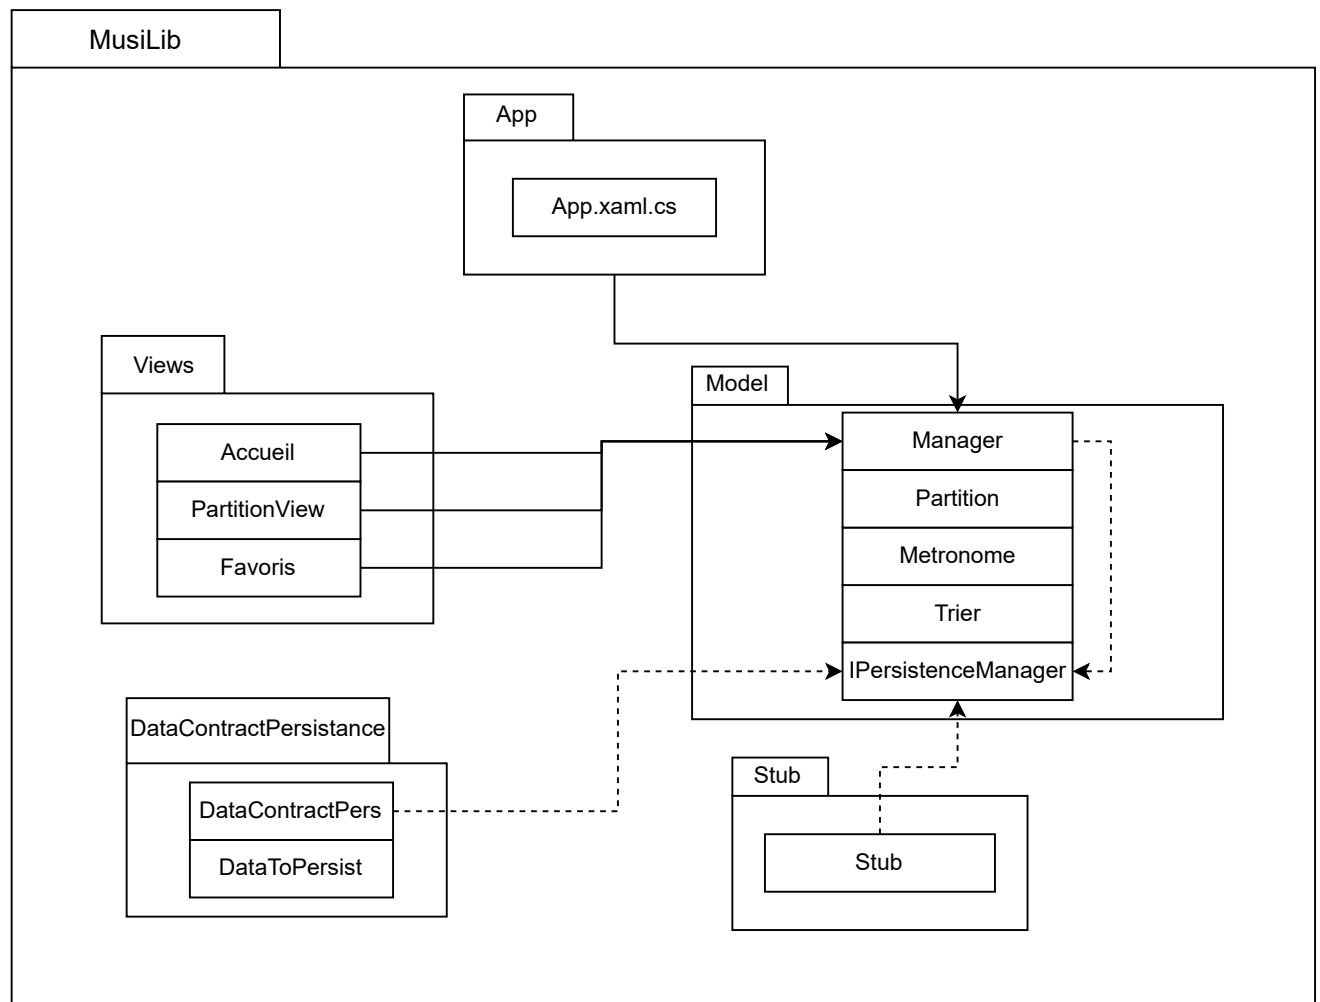 MusiLib
App
App.xaml.cs
Views
Accueil
PartitionView
Favoris
Model
Manager
Partition
Metronome
Trier
IPersistenceManager
DataContractPersistance
DataContractPers
DataToPersist
Stub
Stub